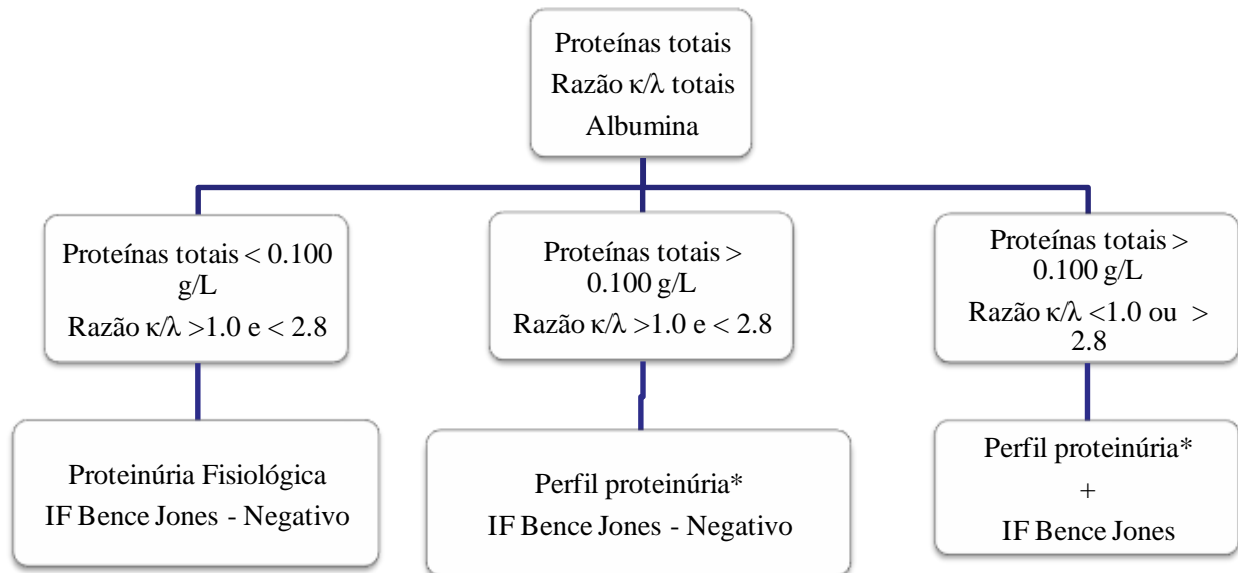 Proteínas totais
Razão κ/λ totais
Albumina
Proteínas totais < 0.100
g/L
Razão κ/λ >1.0 e < 2.8
Proteínas totais >
0.100 g/L
Razão κ/λ >1.0 e < 2.8
Proteínas totais >
0.100 g/L
Razão κ/λ <1.0 ou >
2.8
Proteinúria Fisiológica
IF Bence Jones - Negativo
Perfil proteinúria*
IF Bence Jones - Negativo
Perfil proteinúria*
+
IF Bence Jones